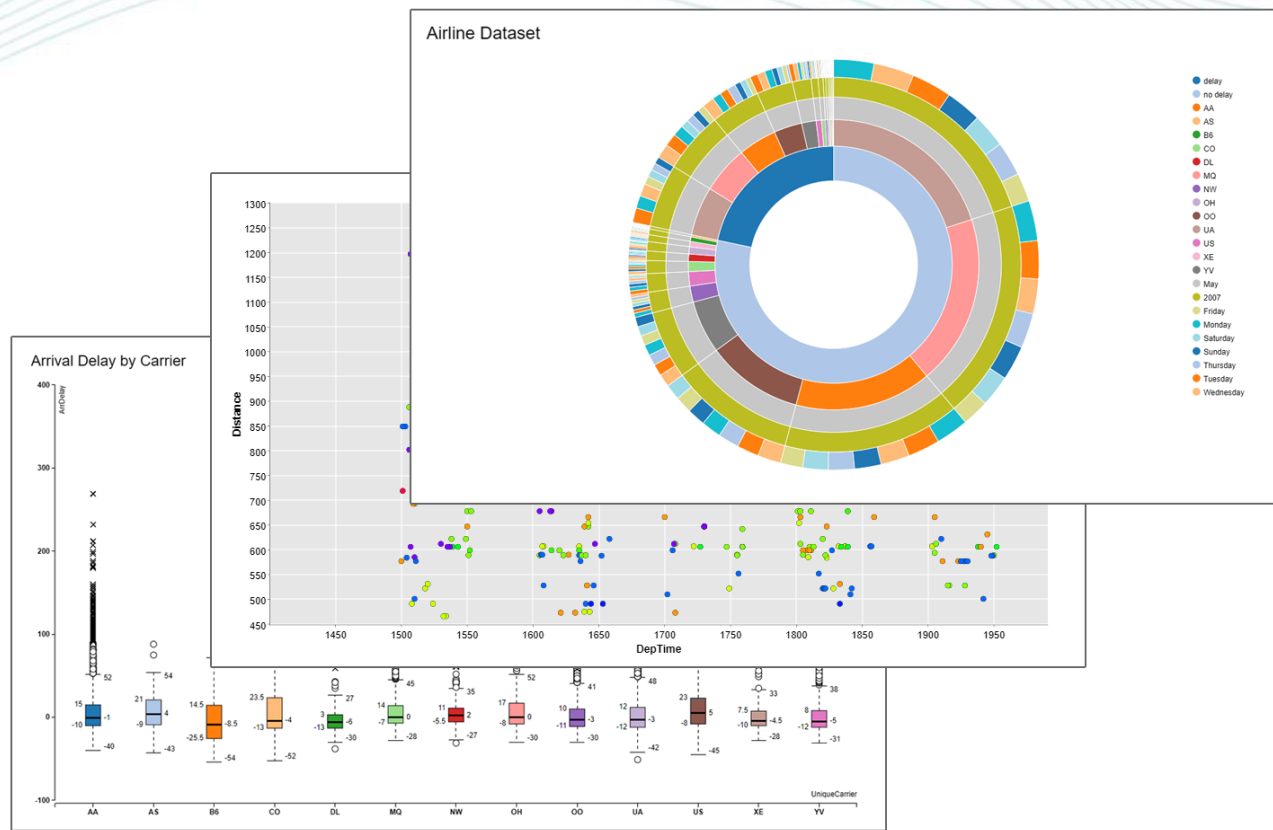 Airline Dataset
delay
no delay
AA
AS
B6
CO
DL
MQ
NW
OH
OO
UA
US
XE
YV
May
2007
Friday
Monday
Saturday
Sunday
Thursday
Tuesday
Wednesday
1300
1250
1200
1150
1100
1050
1000
950
900
850
800
750
700
650
600
550
500
450
Distance
1450 1500 1550 1600 1650 1700 1750 1800 1850 1900 1950
DepTime
Arrival Delay by Carrier
ArrDelay
400
300
200
100
0
-100
52 54 27 45 35 52 41 48 33 38
15 -1 -10 -40
21 4 -9 -43
14.5 -8.5 -25.5 -54
23.5 -4 -13 -52
3 -6 -13 -30
14 0 -7 -28
11 2 -5.5 -27
17 0 -8 -30
10 -3 -11 -30
12 -3 -12 -42
23 5 -8 -45
7.5 -4.5 -10 -28
8 -5 -12 -31
UniqueCarrier
AA AS B6 CO DL MQ NW OH OO UA US XE YV